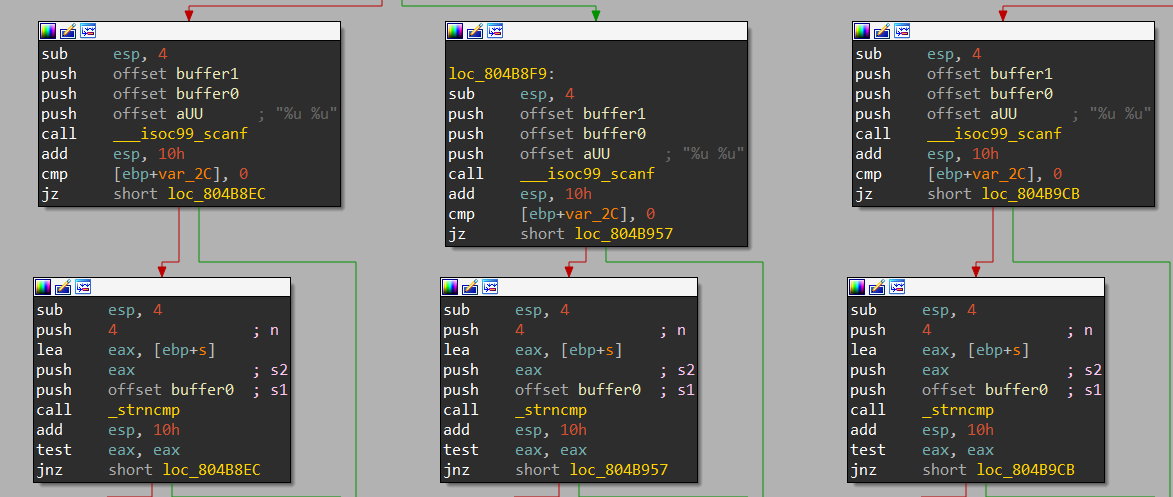 sub esp, 4
push offset buffer1
push offset buffer0
push offset aUU ; "%u %u"
call ___isoc99_scanf
add esp, 10h
cmp [ebp+var_2C], 0
jz short loc_804B8EC
sub esp, 4
push 4 ; n
lea eax, [ebp+s]
push eax ; s2
push offset buffer0 ; s1
call _strncmp
add esp, 10h
test eax, eax
jnz short loc_804B8EC
loc_804B8F9:
sub esp, 4
push offset buffer1
push offset buffer0
push offset aUU ; "%u %u"
call ___isoc99_scanf
add esp, 10h
cmp [ebp+var_2C], 0
jz short loc_804B957
sub esp, 4
push 4 ; n
lea eax, [ebp+s]
push eax ; s2
push offset buffer0 ; s1
call _strncmp
add esp, 10h
test eax, eax
jnz short loc_804B957
sub esp, 4
push offset buffer1
push offset buffer0
push offset aUU ; "%u %u"
call ___isoc99_scanf
add esp, 10h
cmp [ebp+var_2C], 0
jz short loc_804B9CB
sub esp, 4
push 4 ; n
lea eax, [ebp+s]
push eax ; s2
push offset buffer0 ; s1
call _strncmp
add esp, 10h
test eax, eax
jnz short loc_804B9CB